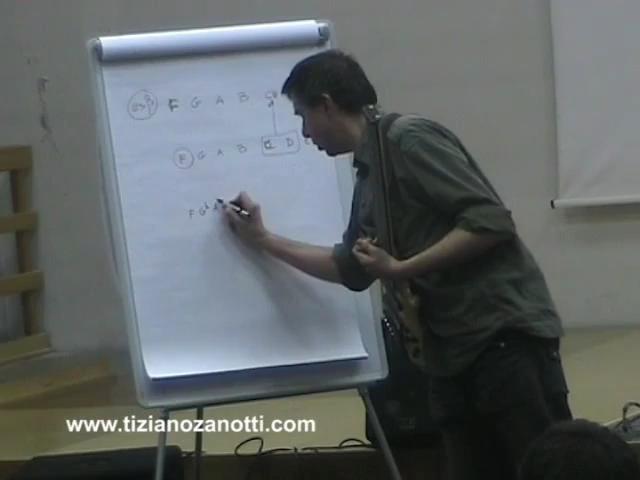 F G A B
F G A B C D
F G♭ A
www.tizianozanotti.com